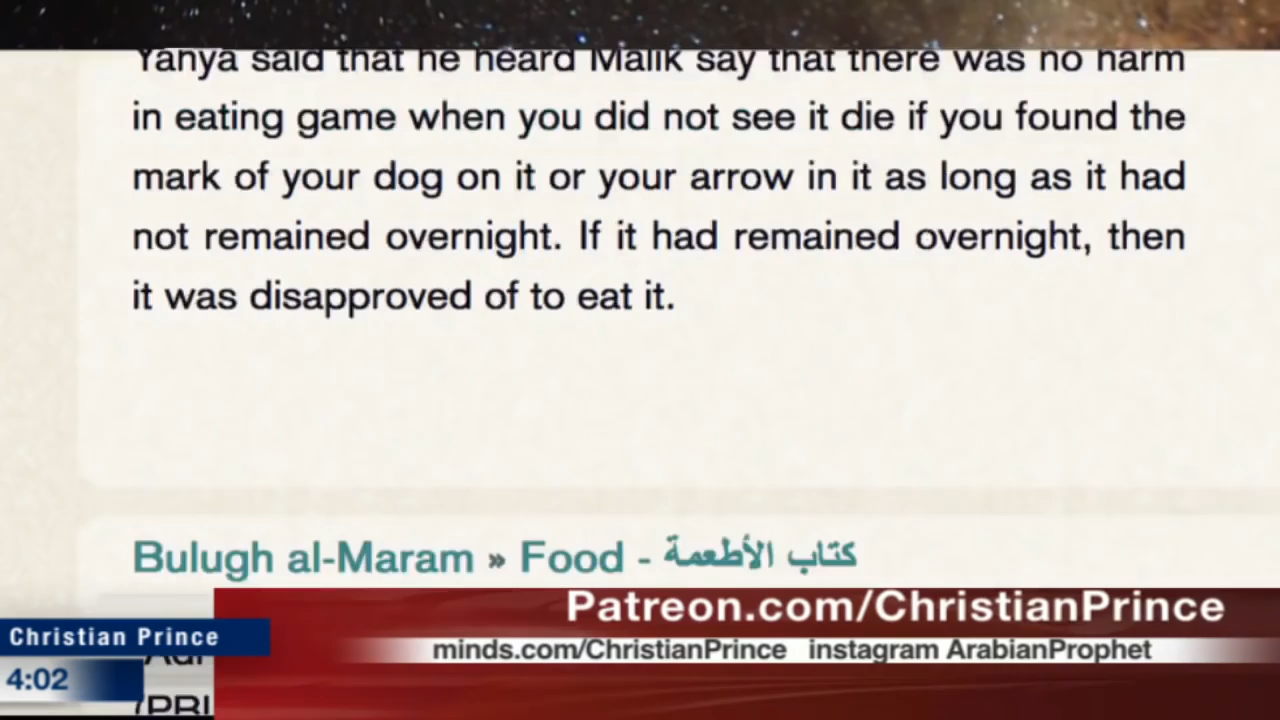 Yahya said that he heard Malik say that there was no harm
in eating game when you did not see it die if you found the
mark of your dog on it or your arrow in it as long as it had
not remained overnight. If it had remained overnight, then
it was disapproved of to eat it.
Bulugh al-Maram » Food - كتاب الأطعمة
Patreon.com/ChristianPrince
Christian Prince
minds.com/ChristianPrince instagram ArabianProphet
4:02
(PRI